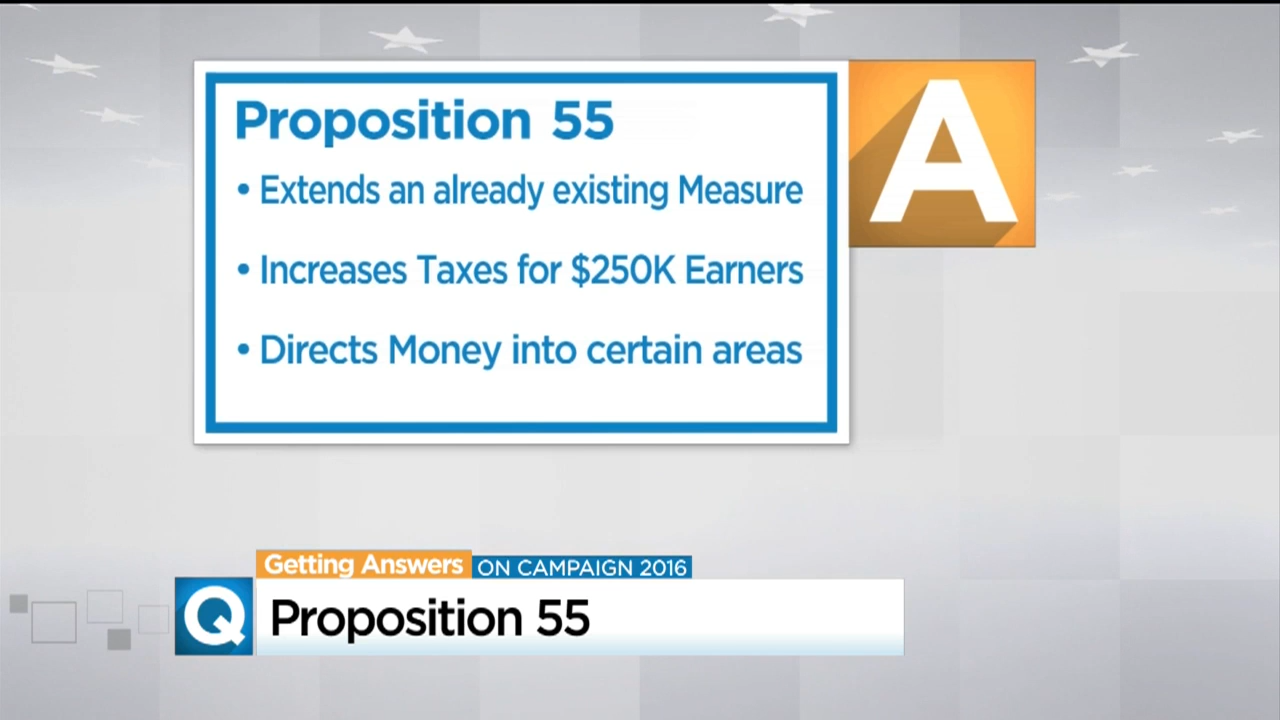 Proposition 55
• Extends an already existing Measure
• Increases Taxes for $250K Earners
• Directs Money into certain areas
A
Getting Answers ON CAMPAIGN 2016
Q Proposition 55